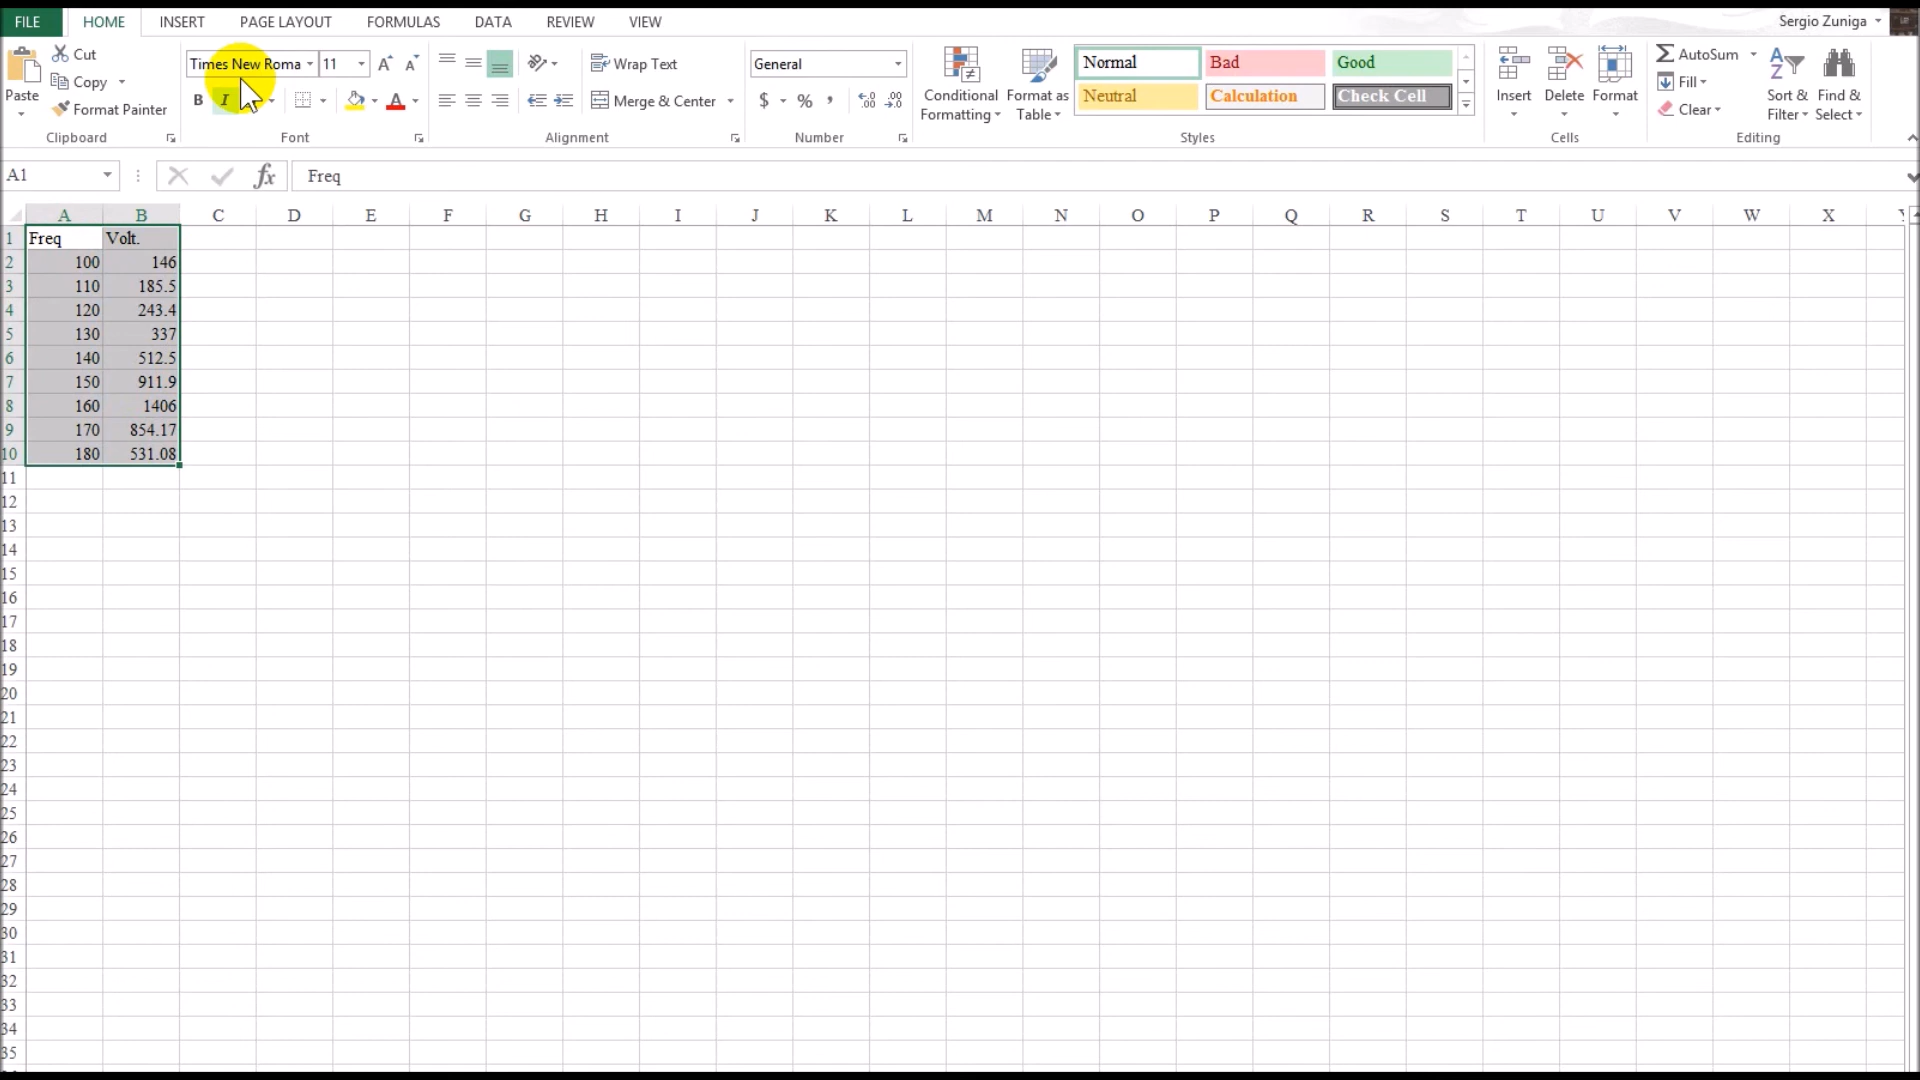 FILE HOME INSERT PAGE LAYOUT FORMULAS DATA REVIEW VIEW Sergio Zuniga
Paste Cut Copy Format Painter Clipboard
Times New Roma 11 A A B I A Font
Wrap Text Merge & Center Alignment
General $ % , .00 .0 Number
Conditional Formatting Format as Table Normal Bad Good Neutral Calculation Check Cell Styles
Insert Delete Format Cells
AutoSum Fill Clear Sort & Filter Find & Select Editing
A1 fx Freq
A B C D E F G H I J K L M N O P Q R S T U V W X
1 Freq Volt.
2 100 146
3 110 185.5
4 120 243.4
5 130 337
6 140 512.5
7 150 911.9
8 160 1406
9 170 854.17
10 180 531.08
11
12
13
14
15
16
17
18
19
20
21
22
23
24
25
26
27
28
29
30
31
32
33
34
35